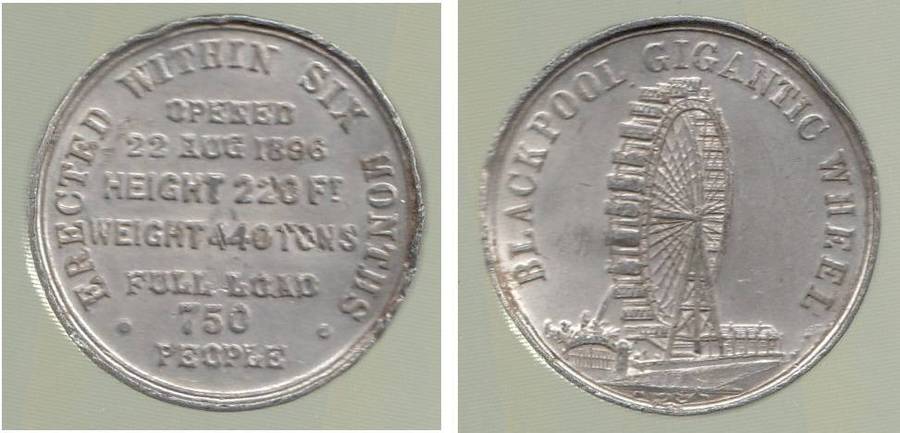 ERECTED WITHIN SIX MONTHS
OPENED
22 AUG 1896
HEIGHT 220 FT
WEIGHT 440 TONS
FULL LOAD
750
PEOPLE
BLACKPOOL GIGANTIC WHEEL